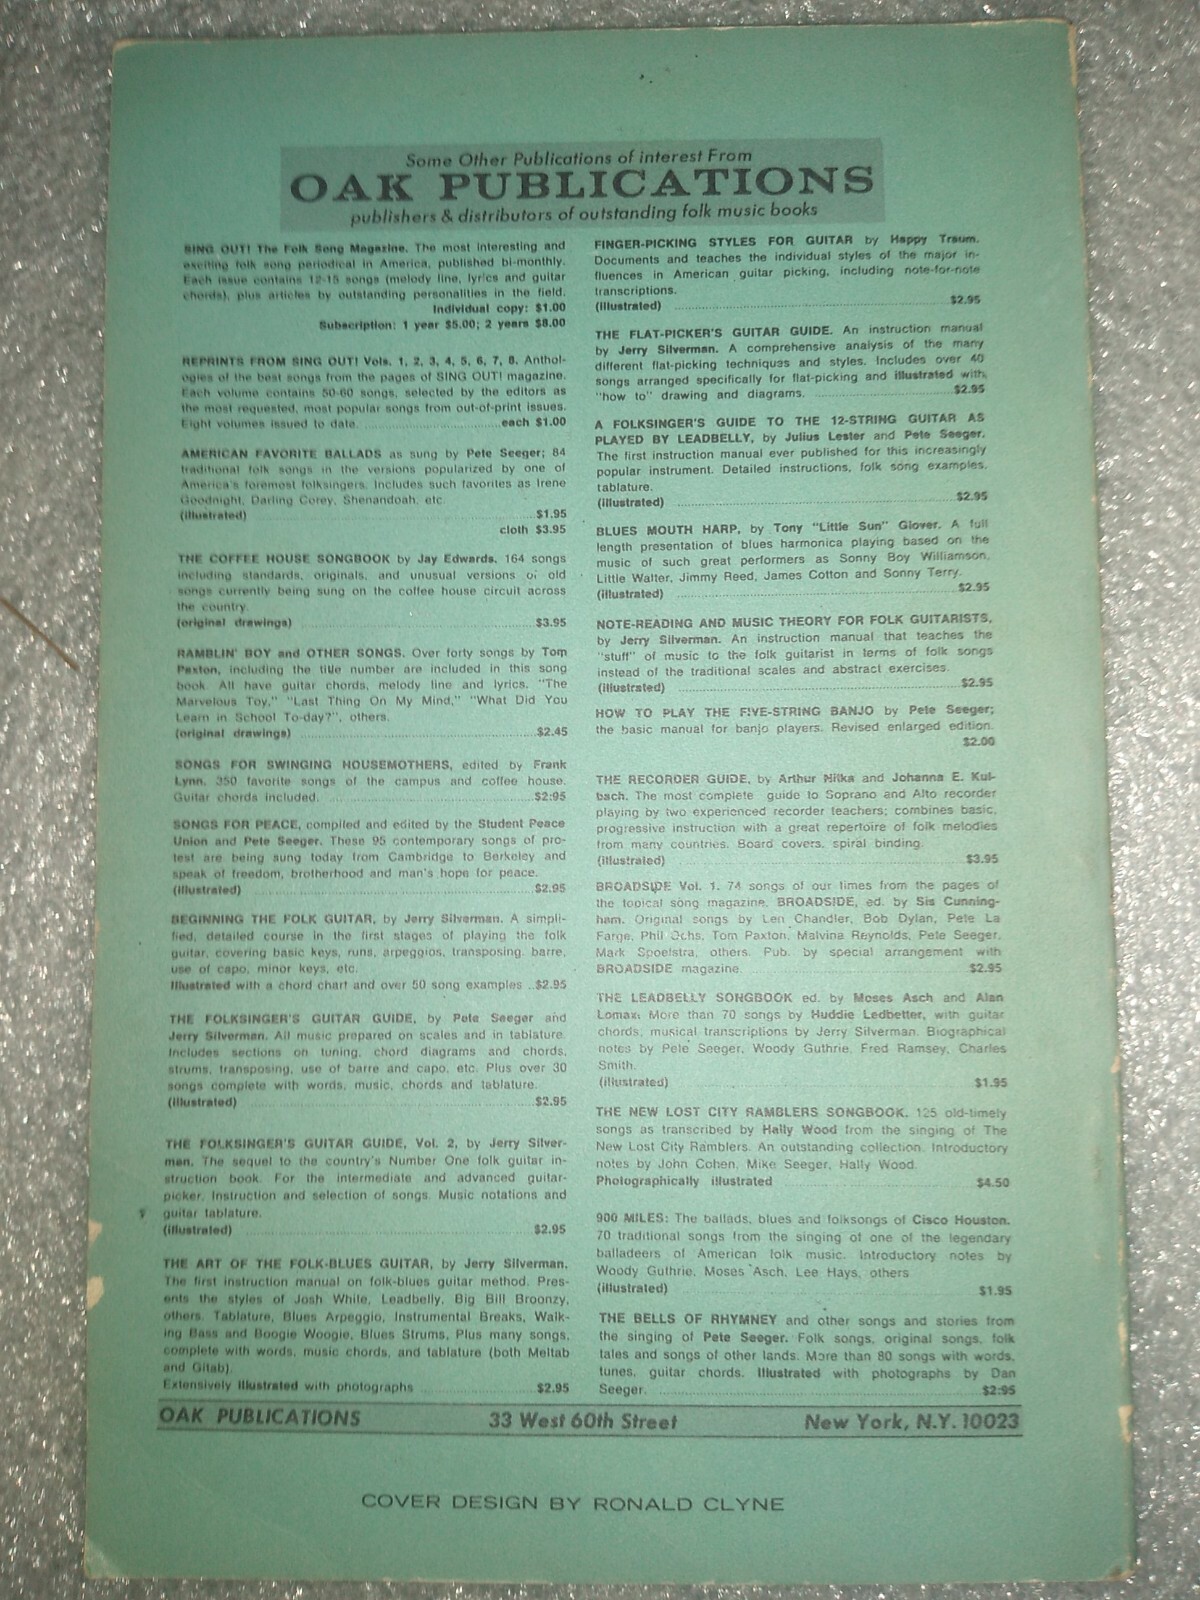 Some Other Publications of interest From
OAK PUBLICATIONS
publishers & distributors of outstanding folk music books
SING OUT! The Folk Song Magazine. The most interesting and
exciting folk song periodical in America, published bi-monthly.
Each issue contains 12-15 songs (melody line, lyrics and guitar
chords), plus articles by outstanding personalities in the field.
Individual copy: $1.00
Subscription: 1 year $5.00; 2 years $8.00
REPRINTS FROM SING OUT! Vols. 1, 2, 3, 4, 5, 6, 7, 8. Anthol-
ogies of the best songs from the pages of SING OUT! magazine.
Each volume contains 50-60 songs, selected by the editors as
the most requested, most popular songs from out-of-print issues.
Eight volumes issued to date. each $1.00
AMERICAN FAVORITE BALLADS as sung by Pete Seeger; 84
traditional folk songs in the versions popularized by one of
America's foremost folksingers. Includes such favorites as Irene
Goodnight, Darling Corey, Shenandoah, etc.
(illustrated) $1.95
cloth $3.95
THE COFFEE HOUSE SONGBOOK by Jay Edwards. 164 songs
including standards, originals, and unusual versions of old
songs currently being sung on the coffee house circuit across
the country.
(original drawings) $3.95
RAMBLIN' BOY and OTHER SONGS. Over forty songs by Tom
Paxton, including the title number are included in this song
book. All have guitar chords, melody line and lyrics. "The
Marvelous Toy," "Last Thing On My Mind," "What Did You
Learn in School To-day?", others.
(original drawings) $2.45
SONGS FOR SWINGING HOUSEMOTHERS, edited by Frank
Lynn. 350 favorite songs of the campus and coffee house.
Guitar chords included. $2.95
SONGS FOR PEACE, compiled and edited by the Student Peace
Union and Pete Seeger. These 95 contemporary songs of pro-
test are being sung today from Cambridge to Berkeley and
speak of freedom, brotherhood and man's hope for peace.
(illustrated) $2.95
BEGINNING THE FOLK GUITAR, by Jerry Silverman. A simpli-
fied, detailed course in the first stages of playing the folk
guitar, covering basic keys, runs, arpeggios, transposing, barre,
use of capo, minor keys, etc.
Illustrated with a chord chart and over 50 song examples ..$2.95
THE FOLKSINGER'S GUITAR GUIDE, by Pete Seeger and
Jerry Silverman. All music prepared on scales and in tablature.
Includes sections on tuning, chord diagrams and chords,
strums, transposing, use of barre and capo, etc. Plus over 30
songs complete with words, music, chords and tablature.
(illustrated) $2.95
THE FOLKSINGER'S GUITAR GUIDE, Vol. 2, by Jerry Silver-
man. The sequel to the country's Number One folk guitar in-
struction book. For the intermediate and advanced guitar-
picker. Instruction and selection of songs. Music notations and
guitar tablature.
(illustrated) $2.95
THE ART OF THE FOLK-BLUES GUITAR, by Jerry Silverman.
The first instruction manual on folk-blues guitar method. Pres-
ents the styles of Josh White, Leadbelly, Big Bill Broonzy,
others. Tablature, Blues Arpeggio, Instrumental Breaks, Walk-
ing Bass and Boogie Woogie, Blues Strums, Plus many songs,
complete with words, music chords, and tablature (both Meltab
and Gitab).
Extensively illustrated with photographs $2.95
FINGER-PICKING STYLES FOR GUITAR by Happy Traum.
Documents and teaches the individual styles of the major in-
fluences in American guitar picking, including note-for-note
transcriptions.
(illustrated) $2.95
THE FLAT-PICKER'S GUITAR GUIDE. An instruction manual
by Jerry Silverman. A comprehensive analysis of the many
different flat-picking techniques and styles. Includes over 40
songs arranged specifically for flat-picking and illustrated with
"how to" drawing and diagrams. $2.95
A FOLKSINGER'S GUIDE TO THE 12-STRING GUITAR AS
PLAYED BY LEADBELLY, by Julius Lester and Pete Seeger.
The first instruction manual ever published for this increasingly
popular instrument. Detailed instructions, folk song examples,
tablature.
(illustrated) $2.95
BLUES MOUTH HARP, by Tony "Little Sun" Glover. A full
length presentation of blues harmonica playing based on the
music of such great performers as Sonny Boy Williamson,
Little Walter, Jimmy Reed, James Cotton and Sonny Terry.
(illustrated) $2.95
NOTE-READING AND MUSIC THEORY FOR FOLK GUITARISTS,
by Jerry Silverman. An instruction manual that teaches the
"stuff" of music to the folk guitarist in terms of folk songs
instead of the traditional scales and abstract exercises.
(illustrated) $2.95
HOW TO PLAY THE FIVE-STRING BANJO by Pete Seeger;
the basic manual for banjo players. Revised enlarged edition.
$2.00
THE RECORDER GUIDE, by Arthur Nitka and Johanna E. Kul-
bach. The most complete guide to Soprano and Alto recorder
playing by two experienced recorder teachers; combines basic,
progressive instruction with a great repertoire of folk melodies
from many countries. Board covers, spiral binding.
(illustrated) $3.95
BROADSIDE Vol. 1. 74 songs of our times from the pages of
the topical song magazine, BROADSIDE, ed. by Sis Cunning-
ham. Original songs by Len Chandler, Bob Dylan, Pete La
Farge, Phil Ochs, Tom Paxton, Malvina Reynolds, Pete Seeger,
Mark Spoelstra, others. Pub. by special arrangement with
BROADSIDE magazine. $2.95
THE LEADBELLY SONGBOOK ed. by Moses Asch and Alan
Lomax: More than 70 songs by Huddie Ledbetter, with guitar
chords, musical transcriptions by Jerry Silverman. Biographical
notes by Pete Seeger, Woody Guthrie, Fred Ramsey, Charles
Smith.
(illustrated) $1.95
THE NEW LOST CITY RAMBLERS SONGBOOK. 125 old-timely
songs as transcribed by Hally Wood from the singing of The
New Lost City Ramblers. An outstanding collection. Introductory
notes by John Cohen, Mike Seeger, Hally Wood.
Photographically illustrated $4.50
900 MILES: The ballads, blues and folksongs of Cisco Houston.
70 traditional songs from the singing of one of the legendary
balladeers of American folk music. Introductory notes by
Woody Guthrie, Moses Asch, Lee Hays, others
(illustrated) $1.95
THE BELLS OF RHYMNEY and other songs and stories from
the singing of Pete Seeger. Folk songs, original songs, folk
tales and songs of other lands. More than 80 songs with words,
tunes, guitar chords. Illustrated with photographs by Dan
Seeger. $2.95
OAK PUBLICATIONS 33 West 60th Street New York, N.Y. 10023
COVER DESIGN BY RONALD CLYNE